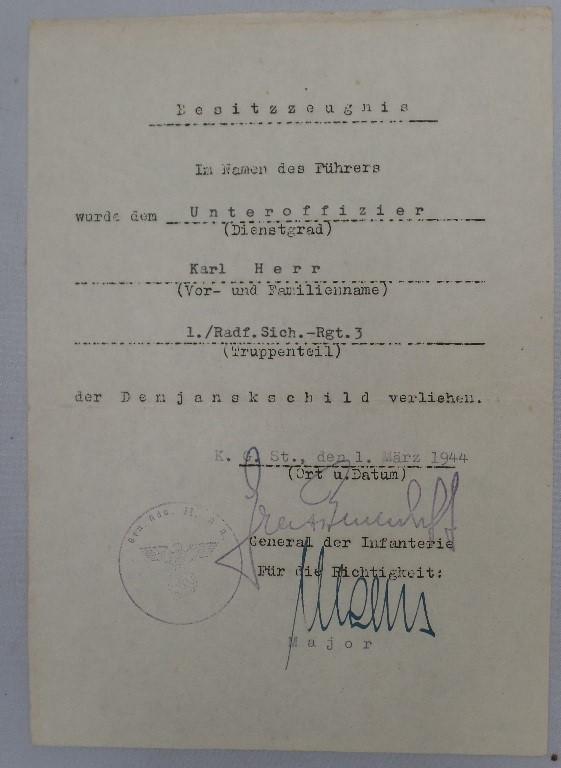 Besitzzeugnis
Im Namen des Führers
wurde dem Unteroffizier
(Dienstgrad)
Karl Herr
(Vor- und Familienname)
1./Radf.Sich.-Rgt.3
(Truppenteil)
der Demjanskschild verliehen.
K. G. St., den 1. März 1944
(Ort u.Datum)
General der Infanterie
Für die Richtigkeit:
Major